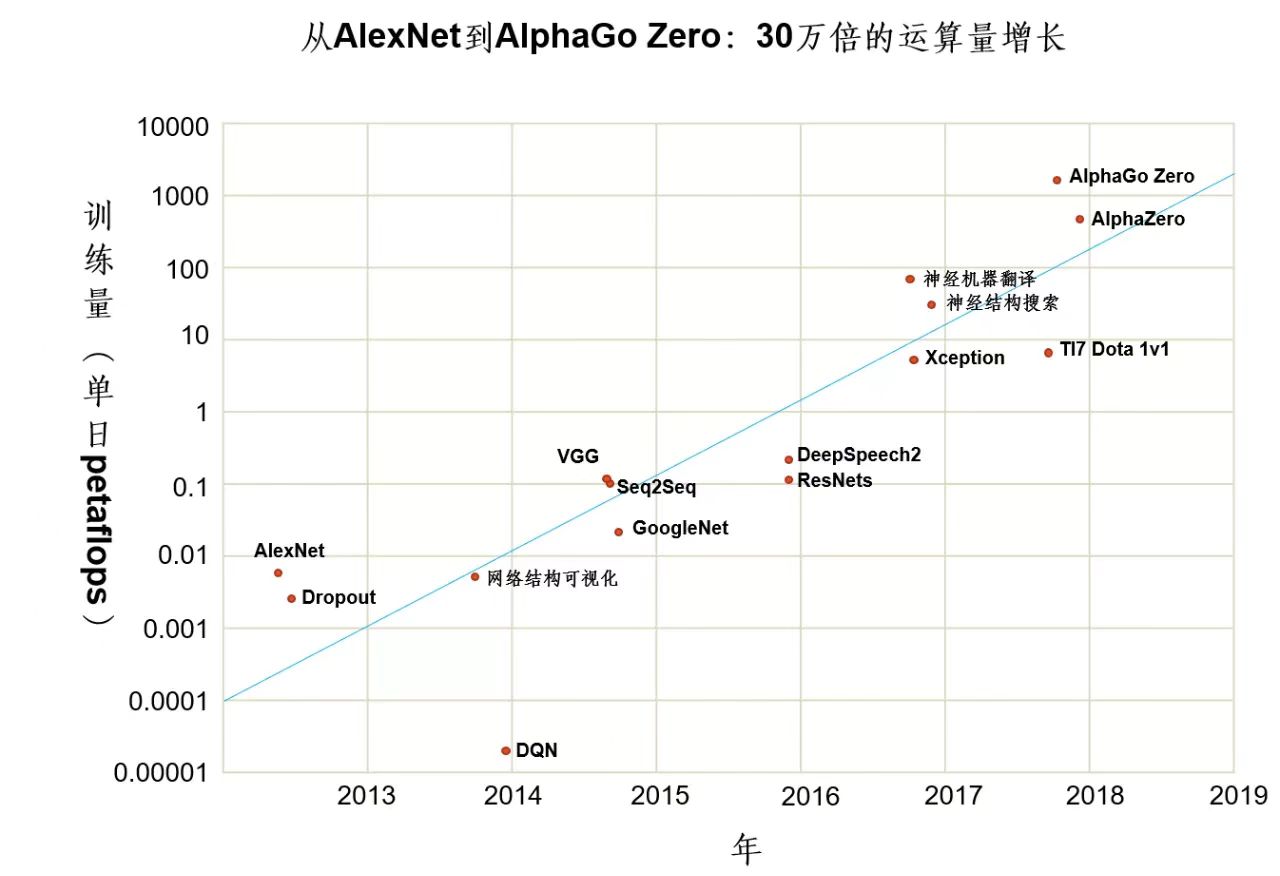 从AlexNet到AlphaGo Zero：30万倍的运算量增长
训练量（单日petaflops）
10000
1000
100
10
1
0.1
0.01
0.001
0.0001
0.00001
AlphaGo Zero
AlphaZero
神经机器翻译
神经结构搜索
TI7 Dota 1v1
Xception
VGG
DeepSpeech2
ResNets
Seq2Seq
GoogleNet
AlexNet
网络结构可视化
Dropout
DQN
2013 2014 2015 2016 2017 2018 2019
年